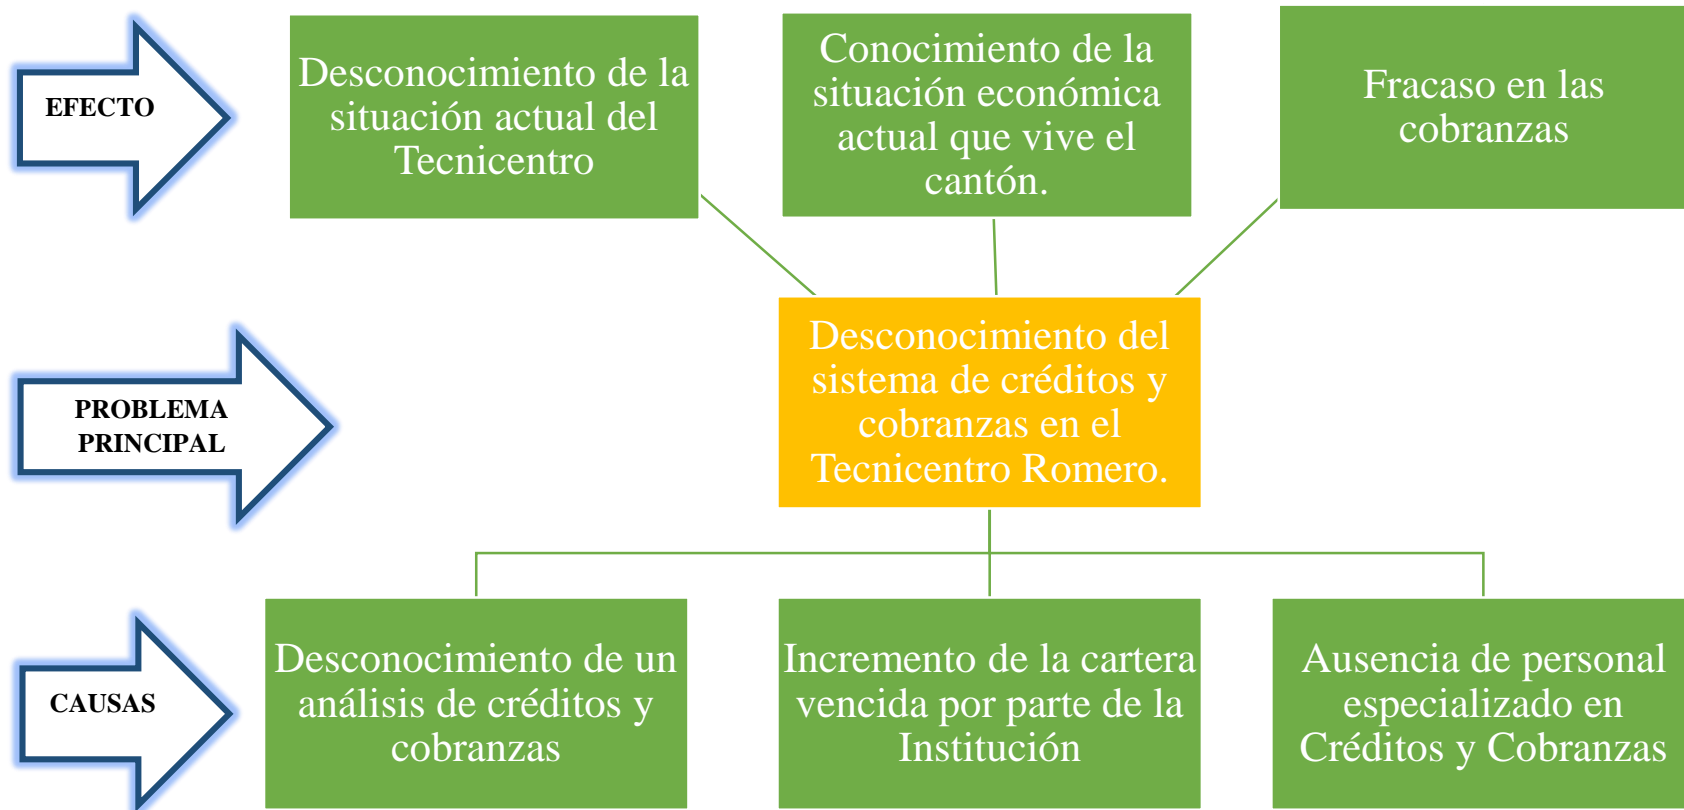 EFECTO
Desconocimiento de la
situación actual del
Tecnicentro
Conocimiento de la
situación económica
actual que vive el
cantón.
Fracaso en las
cobranzas
PROBLEMA
PRINCIPAL
Desconocimiento del
sistema de créditos y
cobranzas en el
Tecnicentro Romero.
CAUSAS
Desconocimiento de un
análisis de créditos y
cobranzas
Incremento de la cartera
vencida por parte de la
Institución
Ausencia de personal
especializado en
Créditos y Cobranzas